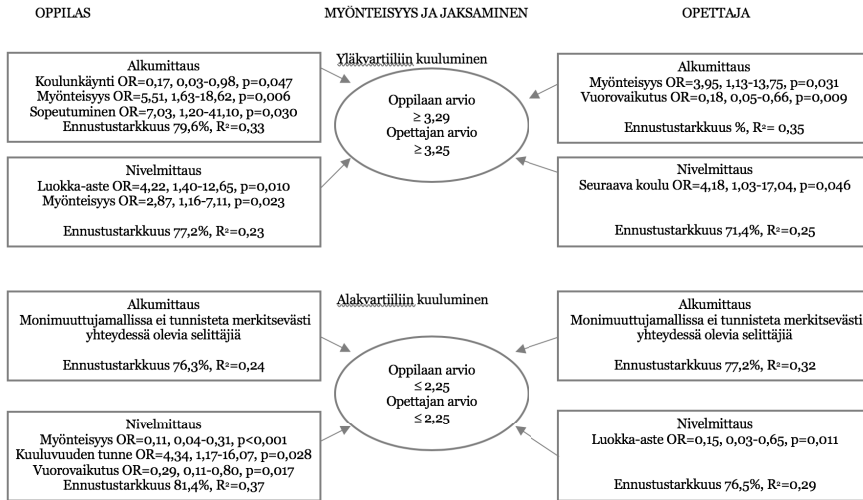 OPPILAS
MYÖNTEISYYS JA JAKSAMINEN
OPETTAJA
Yläkvartiiliin kuuluminen
Alkumittaus
Koulunkäynti OR=0,17, 0,03-0,98, p=0,047
Myönteisyys OR=5,51, 1,63-18,62, p=0,006
Sopeutuminen OR=7,03, 1,20-41,10, p=0,030
Ennustustarkkuus 79,6%, R²=0,33
Nivelmittaus
Luokka-aste OR=4,22, 1,40-12,65, p=0,010
Myönteisyys OR=2,87, 1,16-7,11, p=0,023
Ennustustarkkuus 77,2%, R²=0,23
Oppilaan arvio
≥ 3,29
Opettajan arvio
≥ 3,25
Alkumittaus
Myönteisyys OR=3,95, 1,13-13,75, p=0,031
Vuorovaikutus OR=0,18, 0,05-0,66, p=0,009
Ennustustarkkuus %, R²= 0,35
Nivelmittaus
Seuraava koulu OR=4,18, 1,03-17,04, p=0,046
Ennustustarkkuus 71,4%, R²=0,25
Alakvartiiliin kuuluminen
Alkumittaus
Monimuuttujamallissa ei tunnisteta merkitsevästi
yhteydessä olevia selittäjiä
Ennustustarkkuus 76,3%, R²=0,24
Nivelmittaus
Myönteisyys OR=0,11, 0,04-0,31, p<0,001
Kuuluvuuden tunne OR=4,34, 1,17-16,07, p=0,028
Vuorovaikutus OR=0,29, 0,11-0,80, p=0,017
Ennustustarkkuus 81,4%, R²=0,37
Oppilaan arvio
≤ 2,25
Opettajan arvio
≤ 2,25
Alkumittaus
Monimuuttujamallissa ei tunnisteta merkitsevästi
yhteydessä olevia selittäjiä
Ennustustarkkuus 77,2%, R²=0,32
Nivelmittaus
Luokka-aste OR=0,15, 0,03-0,65, p=0,011
Ennustustarkkuus 76,5%, R²=0,29